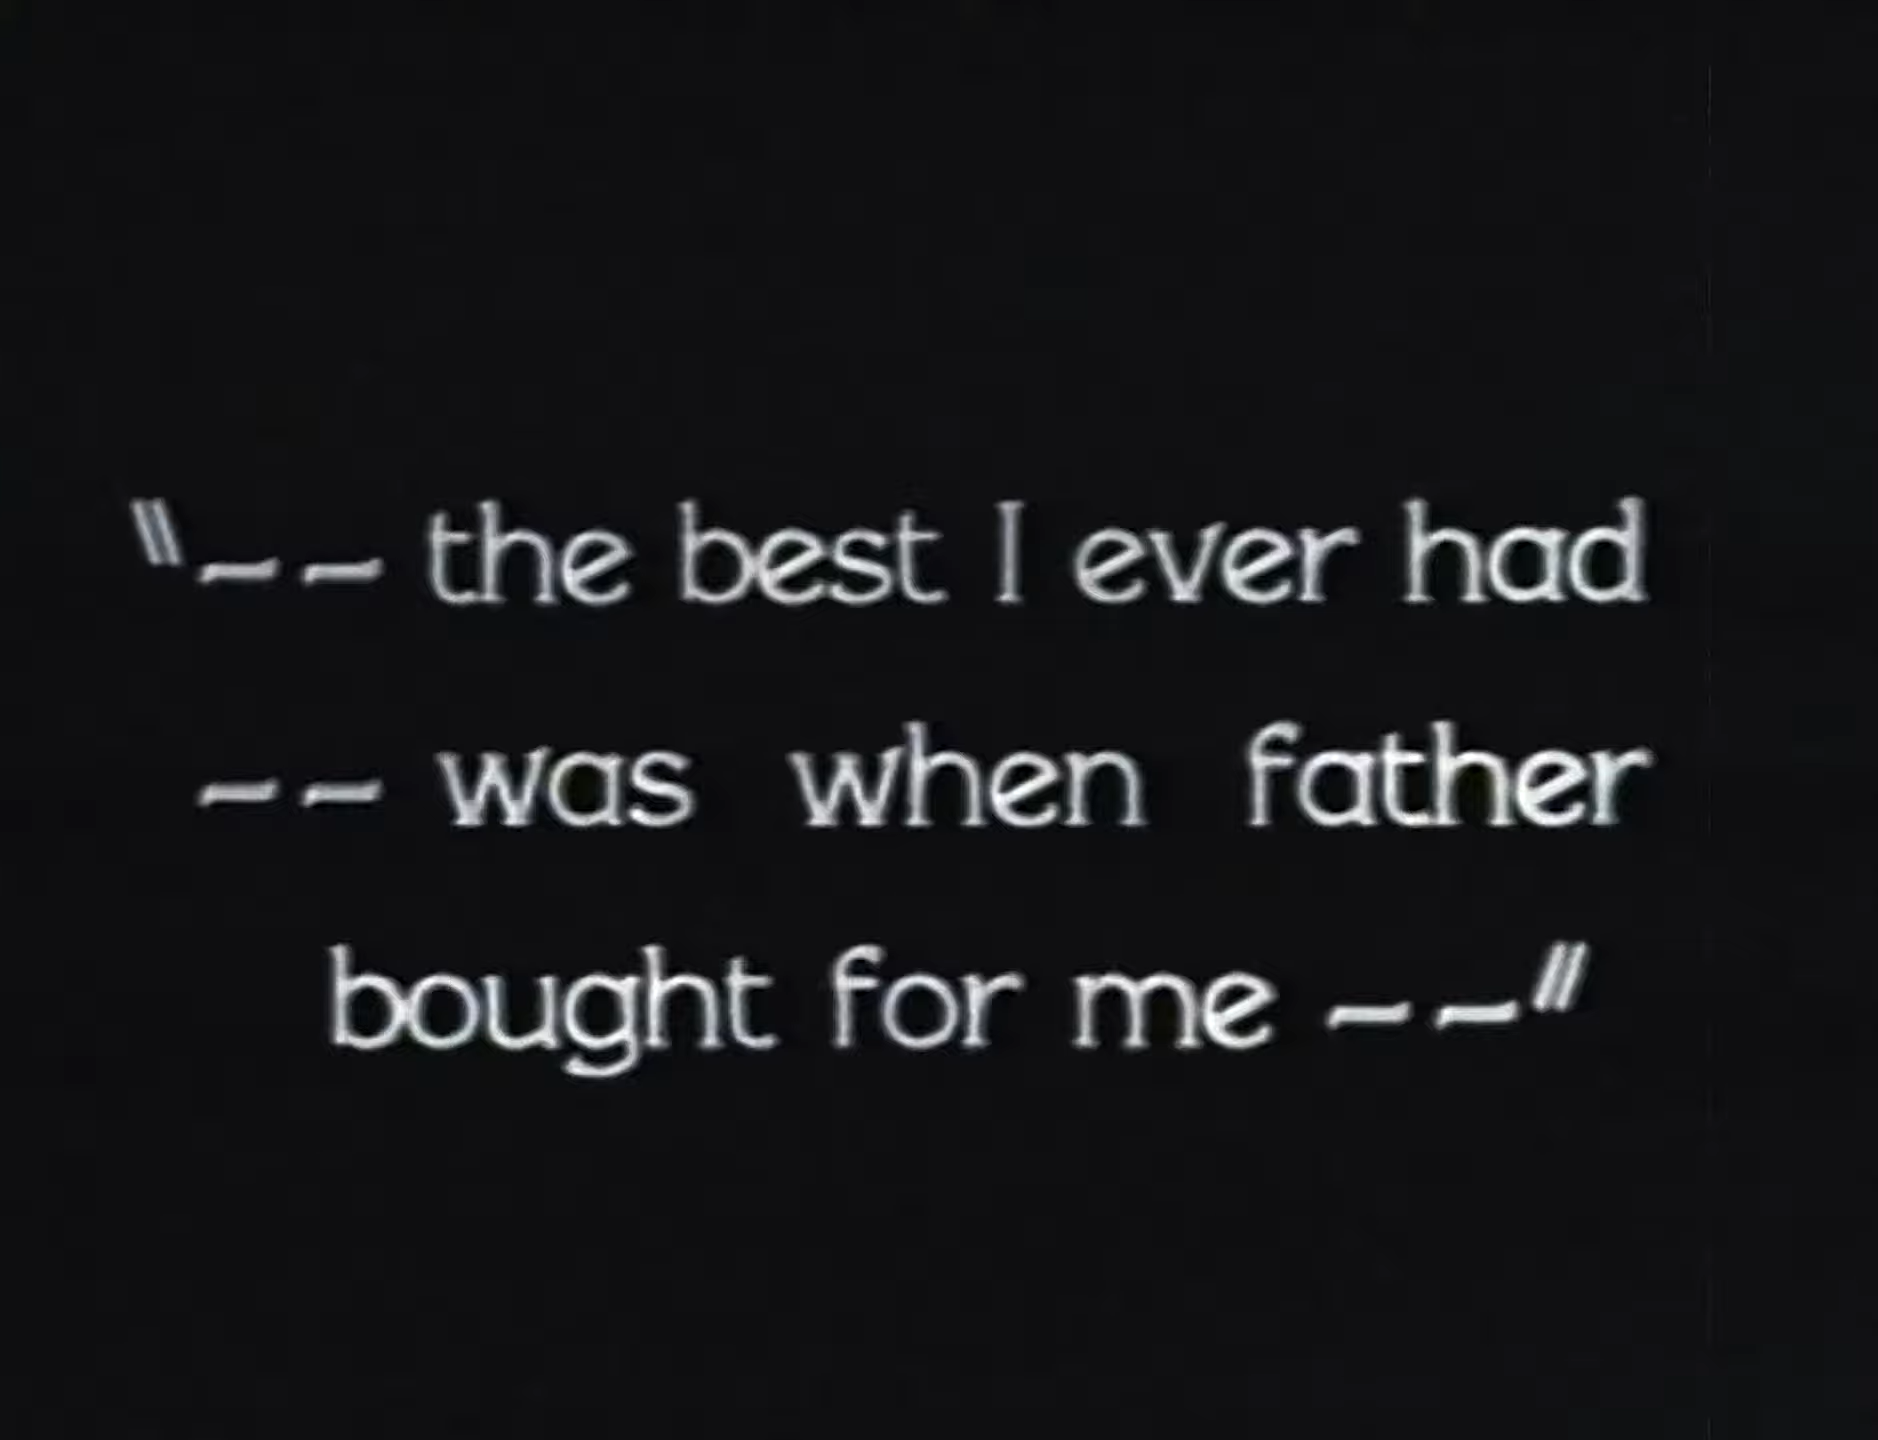 "-- the best I ever had
-- was when father
bought for me --"